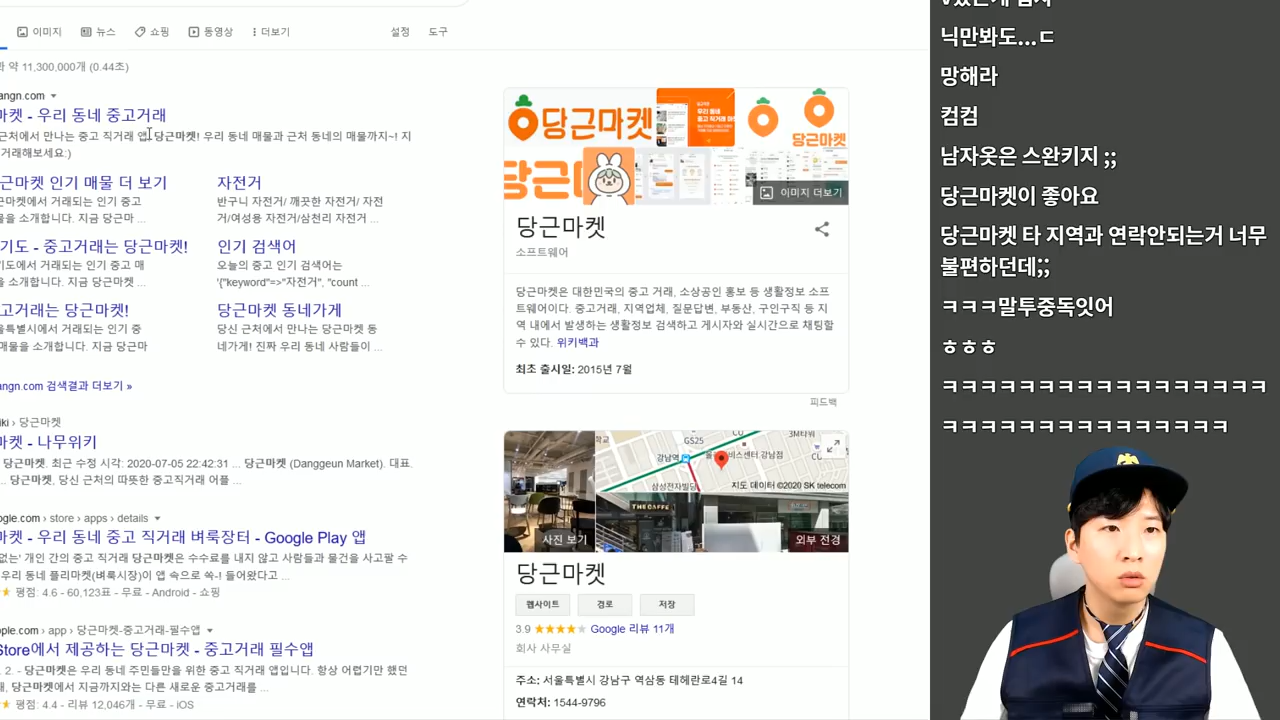 이미지
뉴스
쇼핑
동영상
더보기
설정
도구
약 11,300,000개 (0.44초)
angn.com
마켓 - 우리 동네 중고거래
만나는 중고 직거래 앱, 당근마켓! 우리 동네 매물은 물론 인근 동네의 매물까지~! 지
거래해보세요:)
근마켓 인기 매물 더 보기
에서 거래되는 인기 중고
물을 소개합니다. 지금 당근마 ...
자전거
반구니 자전거/ 깨끗한 자전거/ 자전
거/여성용 자전거/삼천리 자전거 ...
기도 - 중고거래는 당근마켓!
기도에서 거래되는 인기 중고 매
물을 소개합니다. 지금 당근마켓 ...
인기 검색어
오늘의 중고 인기 검색어는
'{"keyword"=>"자전거", "count ...
고거래는 당근마켓!
울특별시에서 거래되는 인기 중
매물을 소개합니다. 지금 당근마
당근마켓 동네가게
당신 근처에서 만나는 당근마켓 동
네가게! 진짜 우리 동네 사람들이 ...
angn.com 검색결과 더보기 »
iki › 당근마켓
마켓 - 나무위키
당근마켓. 최근 수정 시각: 2020-07-05 22:42:31 ... 당근마켓 (Danggeun Market). 대표.
... 당근마켓, 당신 근처의 따뜻한 중고직거래 어플 ...
ogle.com › store › apps › details
마켓 - 우리 동네 중고 직거래 벼룩장터 - Google Play 앱
없는' 개인 간의 중고 직거래 당근마켓은 수수료를 내지 않고 사람들과 물건을 사고팔 수
우리 동네 플리마켓(벼룩시장)이 앱 속으로 쏙-! 들어왔다고 ...
평점: 4.6 - 60,123표 - 무료 - Android - 쇼핑
ple.com › app › 당근마켓-중고거래-필수앱
Store에서 제공하는 당근마켓 - 중고거래 필수앱
2. - 당근마켓은 우리 동네 주민들만을 위한 중고 직거래 앱입니다. 항상 어렵기만 했던
래, 당근마켓에서 지금까지와는 다른 새로운 중고거래를 ...
평점: 4.4 - 리뷰 12,046개 - 무료 - iOS
당근마켓
당근마켓
당근
이미지 더보기
당근마켓
소프트웨어
당근마켓은 대한민국의 중고 거래, 소상공인 홍보 등 생활정보 소프
트웨어이다. 중고거래, 지역업체, 질문답변, 부동산, 구인구직 등 지
역 내에서 발생하는 생활정보 검색하고 게시자와 실시간으로 채팅할
수 있다. 위키백과
최초 출시일: 2015년 7월
피드백
학교
GS25
CU
3M타워
CU
강남역
울
비스센터 강남점
삼성전자빌딩
지도 데이터 ©2020 SK telecom
THE CAFFE
사진 보기
외부 전경
당근마켓
웹사이트
경로
저장
3.9 ★★★★★ Google 리뷰 11개
회사 사무실
주소: 서울특별시 강남구 역삼동 테헤란로4길 14
연락처: 1544-9796
닉만봐도...ㄷ
망해라
컴컴
남자옷은 스완키지 ;;
당근마켓이 좋아요
당근마켓 타 지역과 연락안되는거 너무
불편하던데;;
ㅋㅋㅋ말투중독잇어
ㅎㅎㅎ
ㅋㅋㅋㅋㅋㅋㅋㅋㅋㅋㅋㅋㅋㅋㅋㅋㅋ
ㅋㅋㅋㅋㅋㅋㅋㅋㅋㅋㅋㅋㅋㅋㅋ